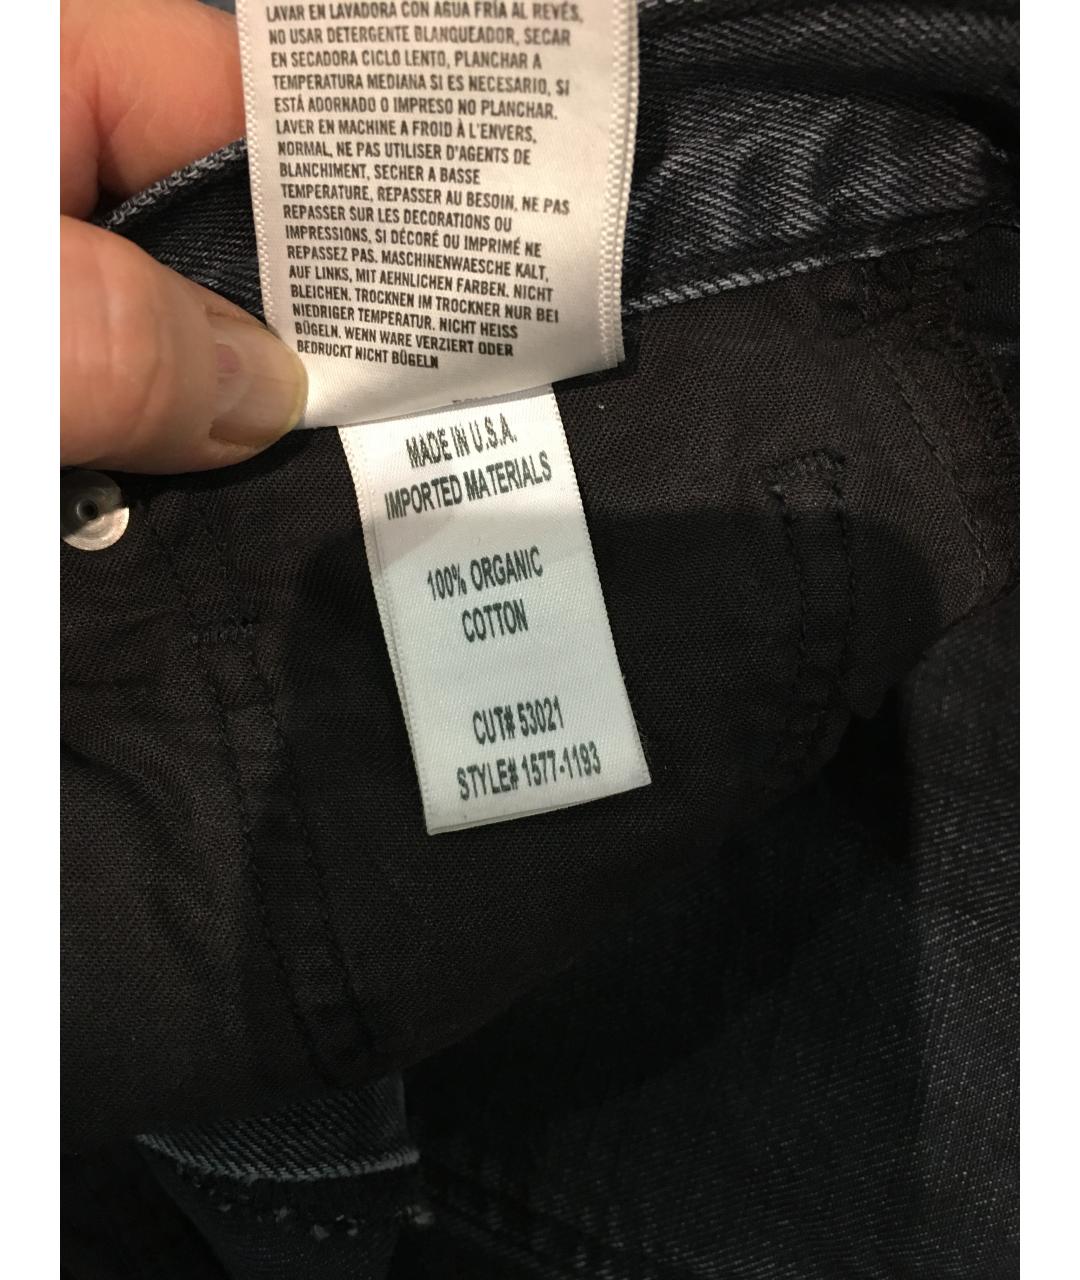 LAVAR EN LAVADORA CON AGUA FRÍA AL REVÉS,
NO USAR DETERGENTE BLANQUEADOR, SECAR
EN SECADORA CICLO LENTO, PLANCHAR A
TEMPERATURA MEDIANA SI ES NECESARIO, SI
ESTÁ ADORNADO O IMPRESO NO PLANCHAR.
LAVER EN MACHINE A FROID À L'ENVERS,
NORMAL, NE PAS UTILISER D'AGENTS DE
BLANCHIMENT, SECHER A BASSE
TEMPERATURE, REPASSER AU BESOIN, NE PAS
REPASSER SUR LES DECORATIONS OU
IMPRESSIONS, SI DÉCORÉ OU IMPRIMÉ NE
REPASSEZ PAS. MASCHINENWAESCHE KALT,
AUF LINKS, MIT AEHNLICHEN FARBEN. NICHT
BLEICHEN. TROCKNEN IM TROCKNER NUR BEI
NIEDRIGER TEMPERATUR. NICHT HEISS
BÜGELN. WENN WARE VERZIERT ODER
BEDRUCKT NICHT BÜGELN
MADE IN U.S.A.
IMPORTED MATERIALS
100% ORGANIC
COTTON
CUT# 53021
STYLE# 1577-1193